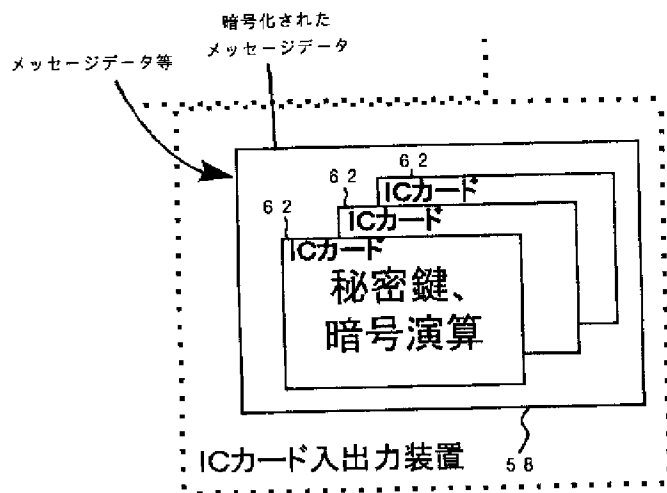 暗号化された
メッセージデータ
メッセージデータ等
62
ICカード
62
ICカード
62
ICカード
秘密鍵、
暗号演算
ICカード入出力装置
58